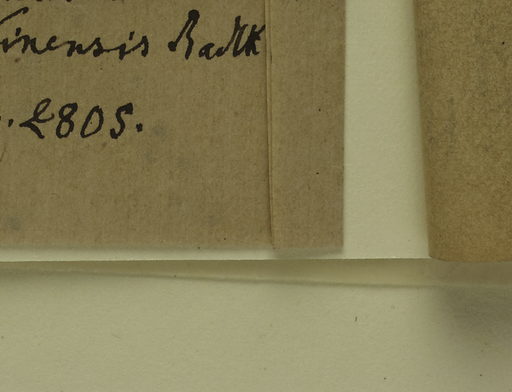 inensis Radlk
. 2805.